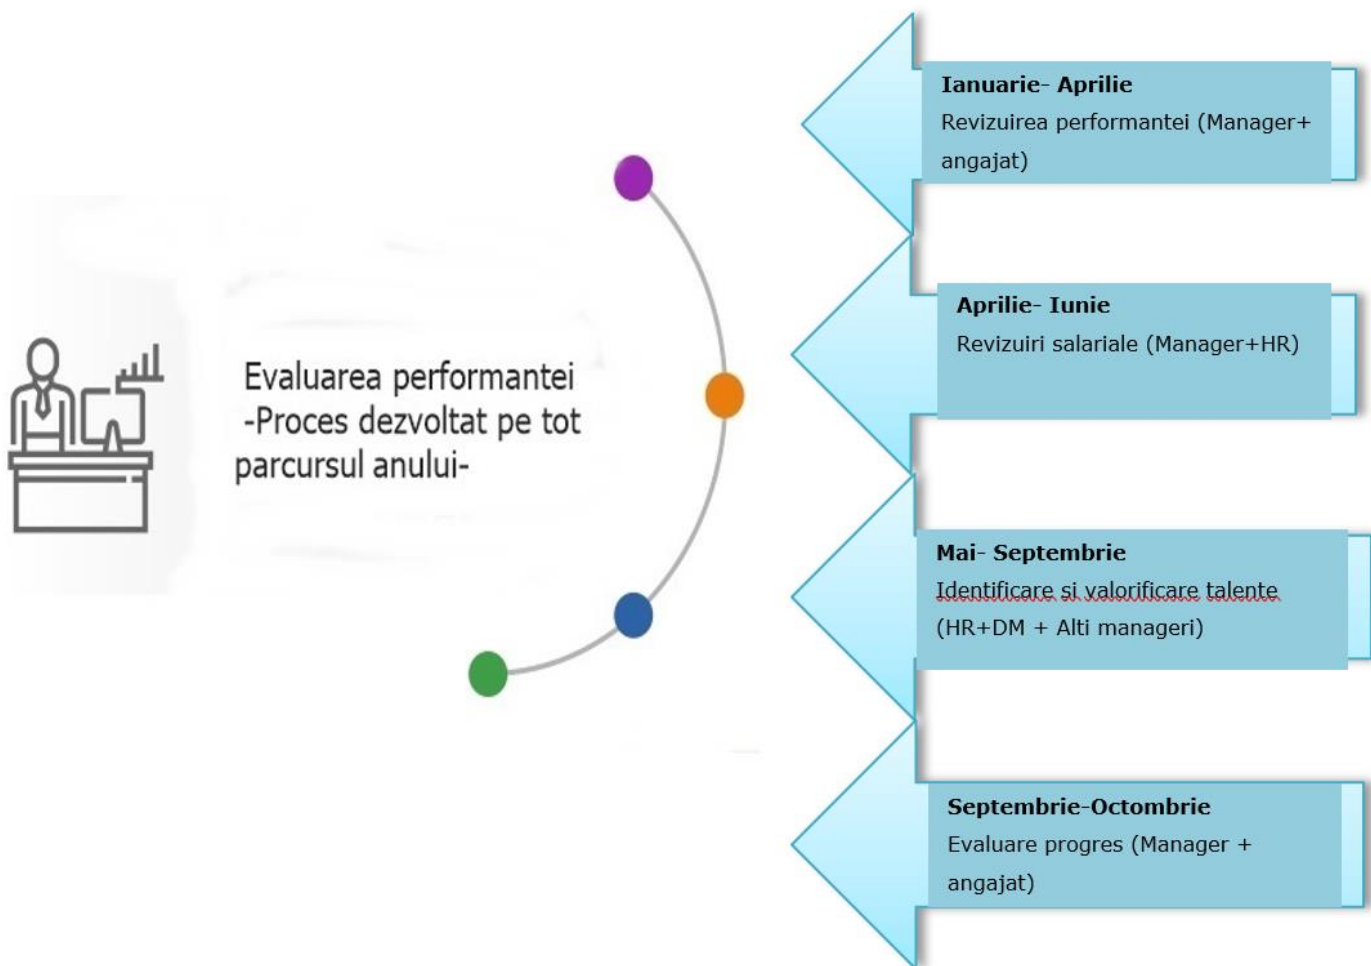 Evaluarea performantei
-Proces dezvoltat pe tot
parcursul anului-
Ianuarie- Aprilie
Revizuirea performantei (Manager+
angajat)
Aprilie- Iunie
Revizuiri salariale (Manager+HR)
Mai- Septembrie
Identificare si valorificare talente
(HR+DM + Alti manageri)
Septembrie-Octombrie
Evaluare progres (Manager +
angajat)